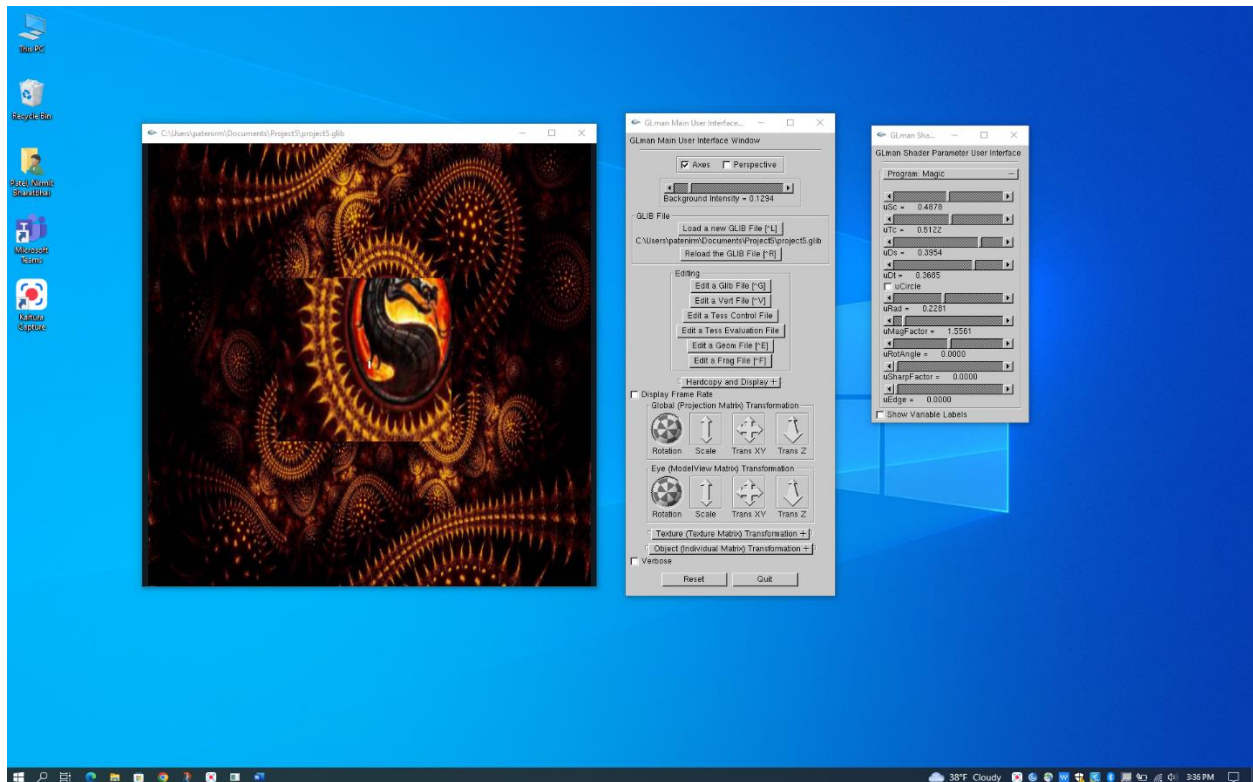 This PC
Recycle Bin
Patel, Nirmit
Bharatbhai
Microsoft
Teams
Kaltura
Capture
C:\Users\patenirm\Documents\Project5\project5.glib
GLman Main User Interface...
GLman Main User Interface Window
Axes Perspective
Background Intensity = 0.1294
GLIB File
Load a new GLIB File [^L]
C:\Users\patenirm\Documents\Project5\project5.glib
Reload the GLIB File [^R]
Editing
Edit a Glib File [^G]
Edit a Vert File [^V]
Edit a Tess Control File
Edit a Tess Evaluation File
Edit a Geom File [^E]
Edit a Frag File [^F]
Hardcopy and Display +
Display Frame Rate
Global (Projection Matrix) Transformation
Rotation Scale Trans XY Trans Z
Eye (ModelView Matrix) Transformation
Rotation Scale Trans XY Trans Z
Texture (Texture Matrix) Transformation +
Object (Individual Matrix) Transformation +
Verbose
Reset Quit
GLman Sha...
GLman Shader Parameter User Interface
Program: Magic
uSc = 0.4878
uTc = 0.5122
uDs = 0.3954
uDt = 0.3685
uCircle
uRad = 0.2281
uMagFactor = 1.5561
uRotAngle = 0.0000
uSharpFactor = 0.0000
uEdge = 0.0000
Show Variable Labels
38°F Cloudy
3:36 PM